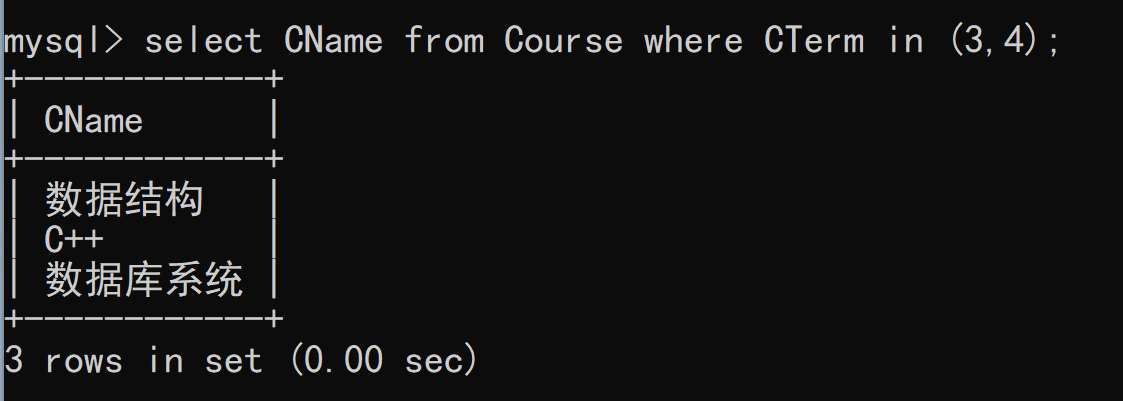 mysql> select CName from Course where CTerm in (3,4);
+------------+
| CName      |
+------------+
| 数据结构   |
| C++        |
| 数据库系统 |
+------------+
3 rows in set (0.00 sec)